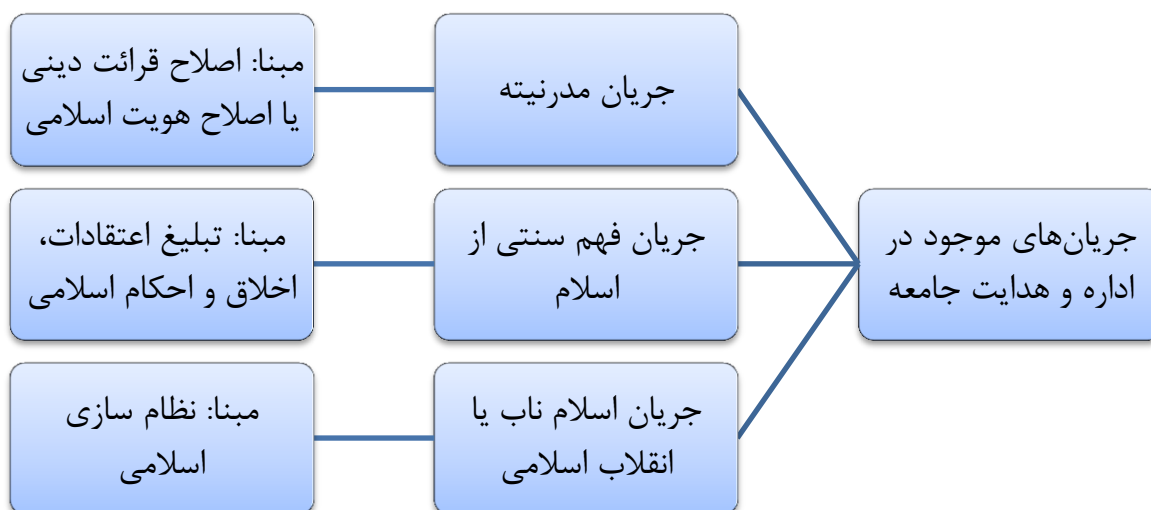 جریان‌های موجود در
اداره و هدایت جامعه
جریان مدرنیته
مبنا: اصلاح قرائت دینی
یا اصلاح هویت اسلامی
جریان فهم سنتی از
اسلام
مبنا: تبلیغ اعتقادات،
اخلاق و احکام اسلامی
جریان اسلام ناب یا
انقلاب اسلامی
مبنا: نظام سازی
اسلامی